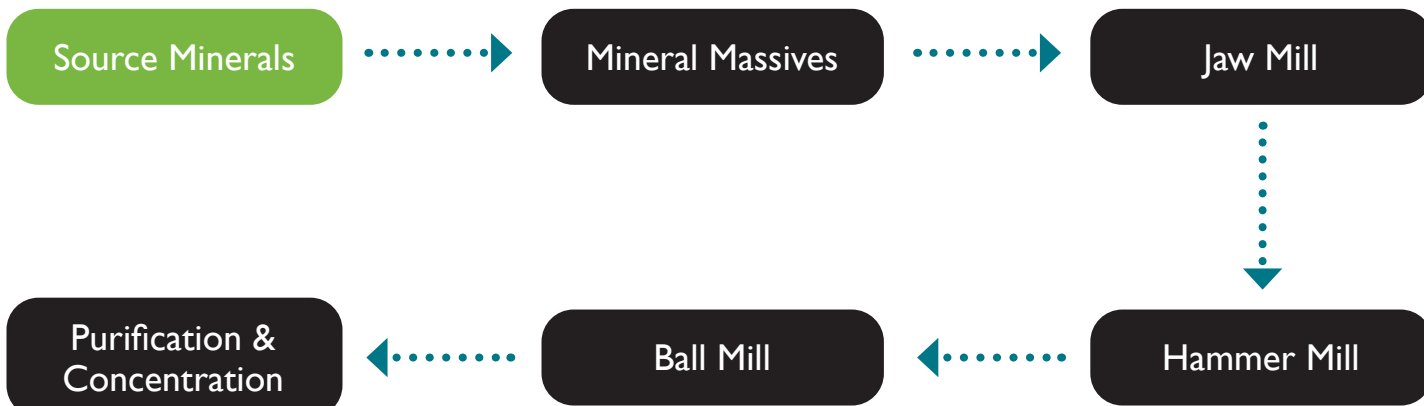 Source Minerals
Mineral Massives
Jaw Mill
Hammer Mill
Ball Mill
Purification &
Concentration